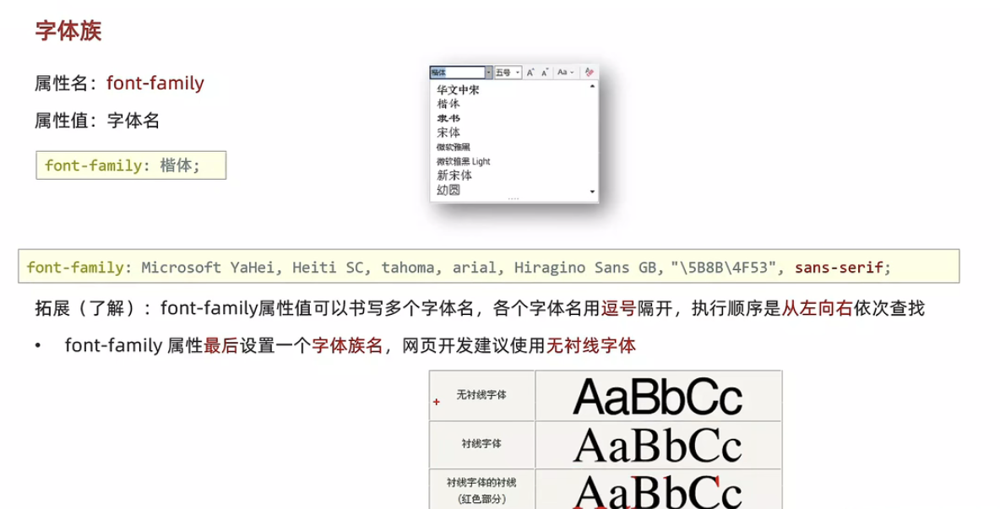 字体族
属性名：font-family
属性值：字体名
font-family: 楷体;
楷体 五号 A A Aa
华文中宋
楷体
隶书
宋体
微软雅黑
微软雅黑 Light
新宋体
幼圆
font-family: Microsoft YaHei, Heiti SC, tahoma, arial, Hiragino Sans GB, "\5B8B\4F53", sans-serif;
拓展（了解）：font-family属性值可以书写多个字体名，各个字体名用逗号隔开，执行顺序是从左向右依次查找
• font-family 属性最后设置一个字体族名，网页开发建议使用无衬线字体
无衬线字体 AaBbCc
衬线字体 AaBbCc
衬线字体的衬线 AaBbCc
（红色部分）